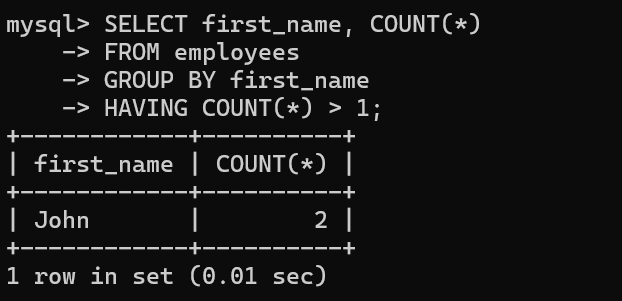 mysql> SELECT first_name, COUNT(*)
    -> FROM employees
    -> GROUP BY first_name
    -> HAVING COUNT(*) > 1;
+------------+----------+
| first_name | COUNT(*) |
+------------+----------+
| John       |        2 |
+------------+----------+
1 row in set (0.01 sec)